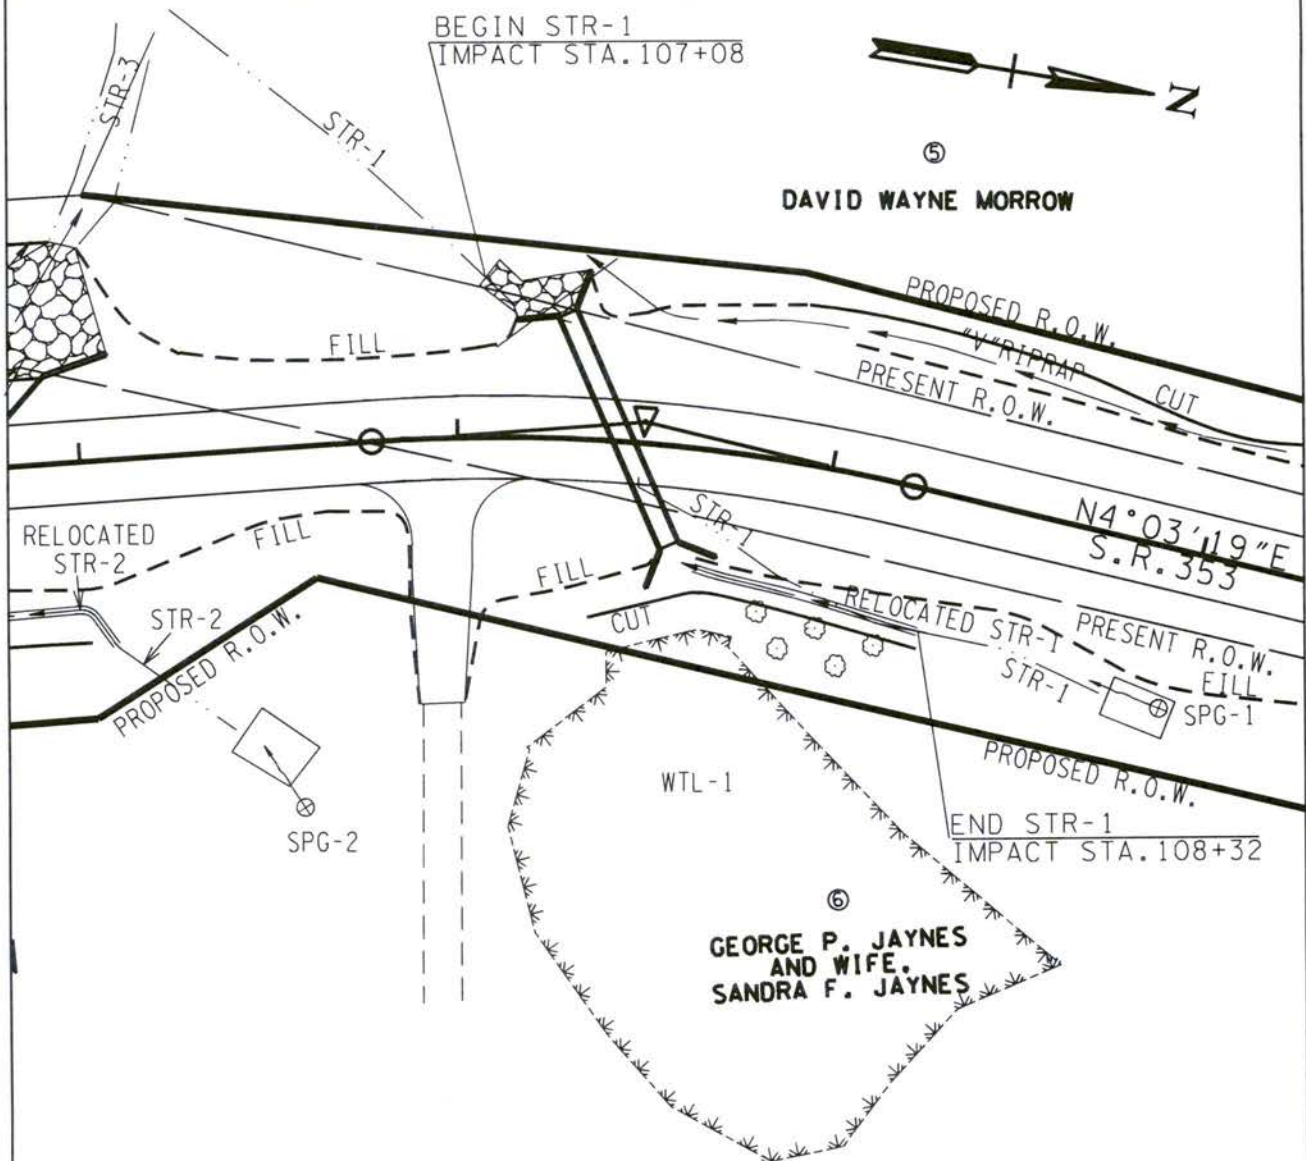 BEGIN STR-1
IMPACT STA.107+08
N
STR-3
STR-1
⑤
DAVID WAYNE MORROW
PROPOSED R.O.W.
"V"RIPRAP
FILL
PRESENT R.O.W.
CUT
N4°03'19"E
S.R.353
STR-1
RELOCATED
STR-2
FILL
FILL
STR-2
CUT
RELOCATED STR-1
PRESENT R.O.W.
STR-1
FILL
SPG-1
PROPOSED R.O.W.
PROPOSED R.O.W.
WTL-1
SPG-2
END STR-1
IMPACT STA.108+32
⑥
GEORGE P. JAYNES
AND WIFE,
SANDRA F. JAYNES